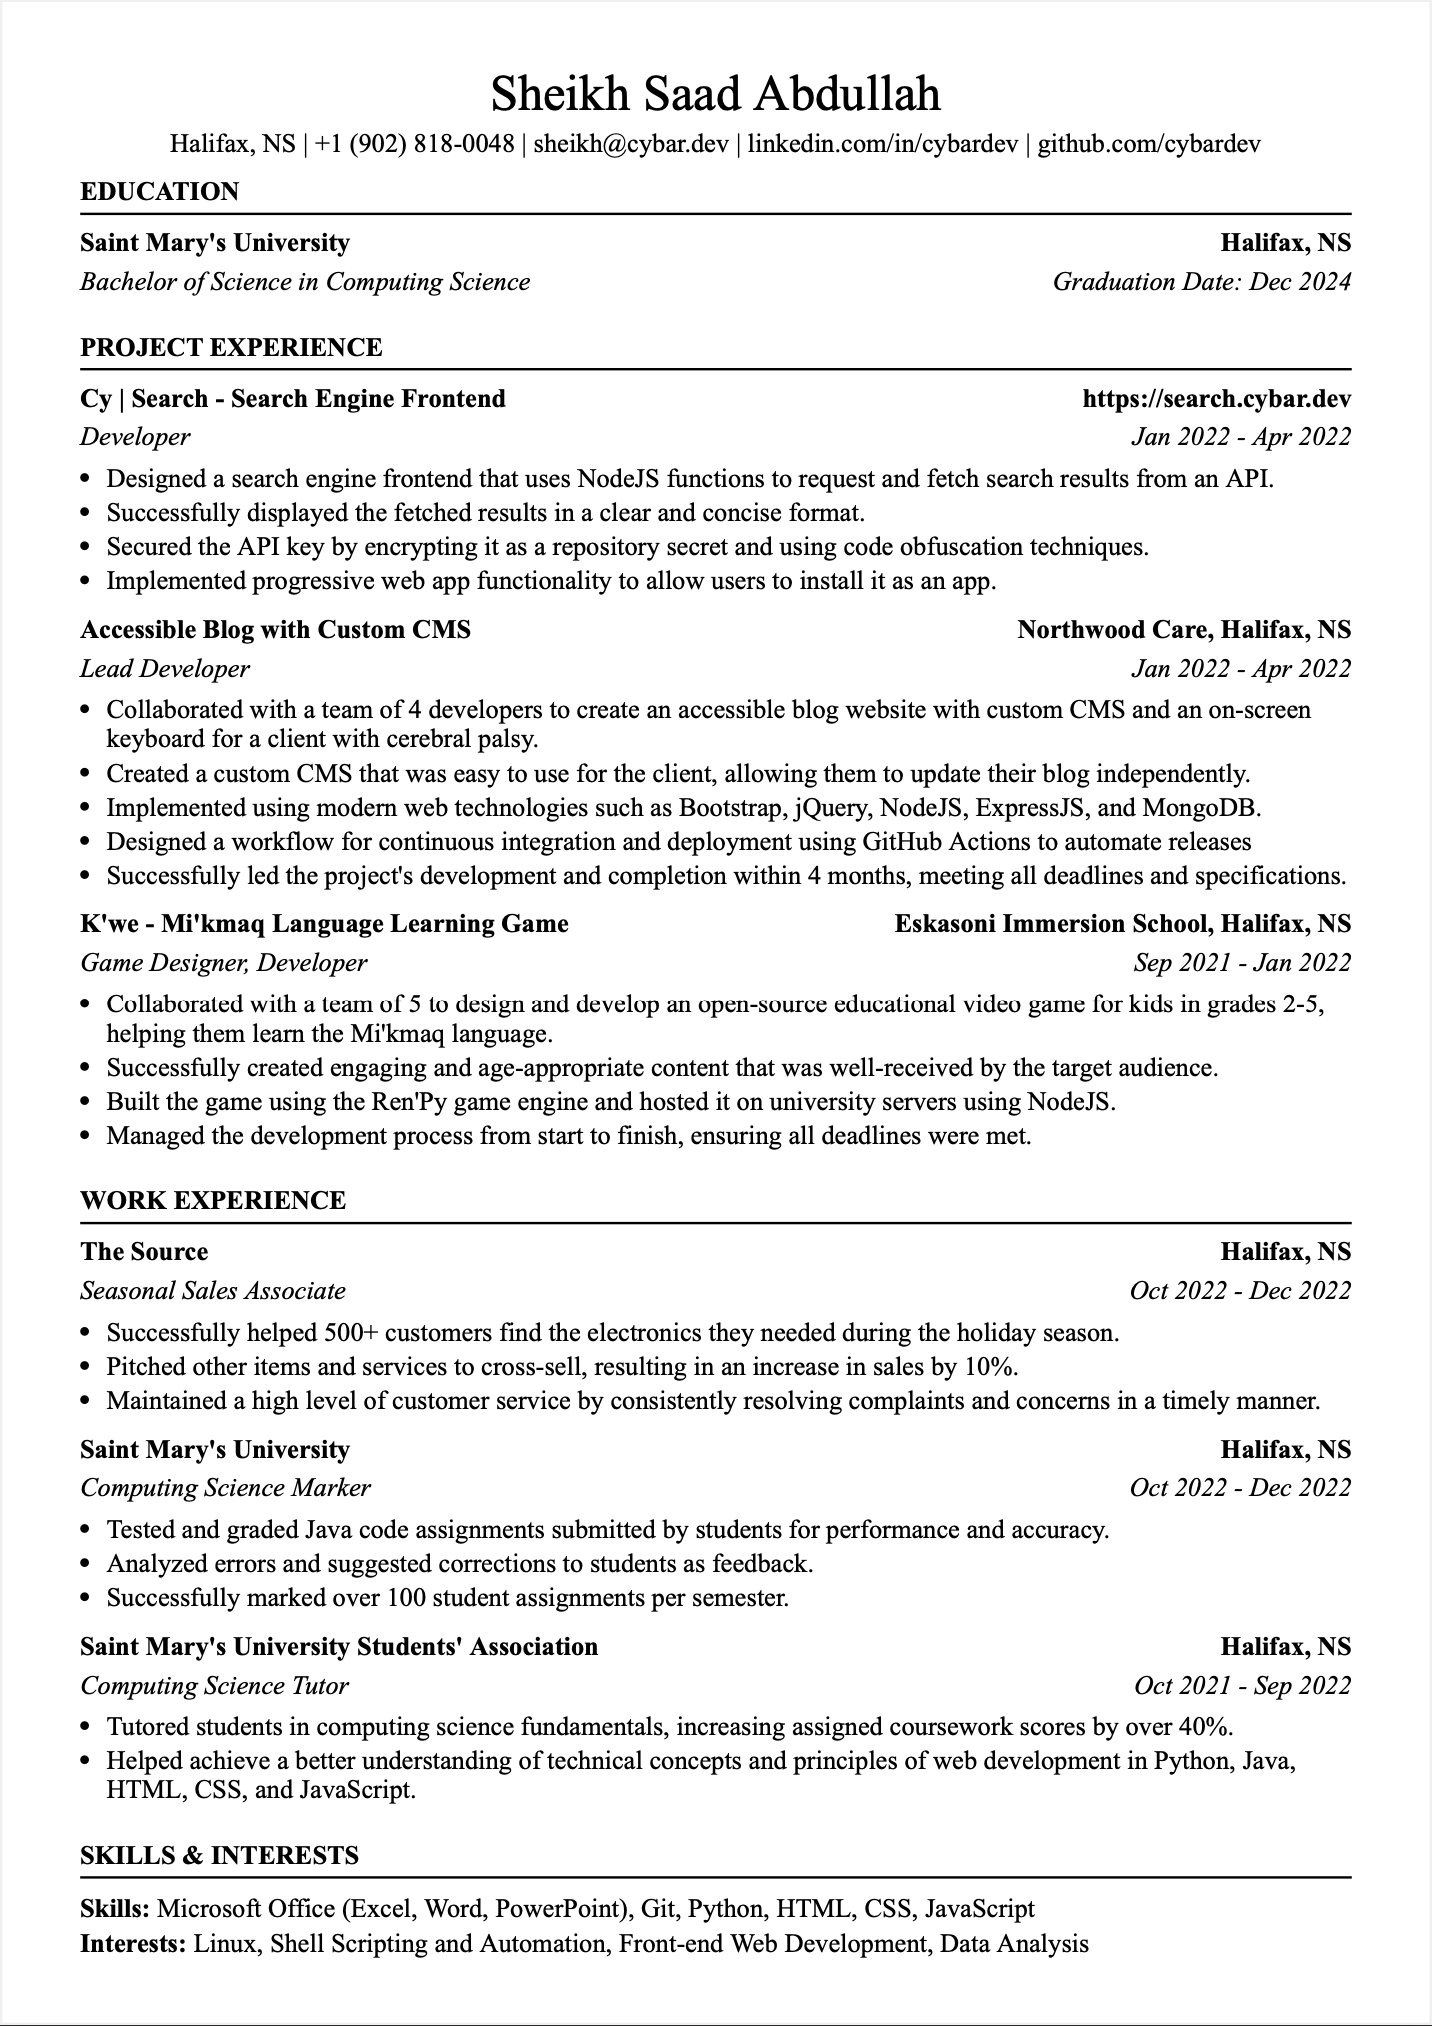 Sheikh Saad Abdullah
Halifax, NS | +1 (902) 818-0048 | sheikh@cybar.dev | linkedin.com/in/cybardev | github.com/cybardev
EDUCATION
Saint Mary's University Halifax, NS
Bachelor of Science in Computing Science Graduation Date: Dec 2024
PROJECT EXPERIENCE
Cy | Search - Search Engine Frontend https://search.cybar.dev
Developer Jan 2022 - Apr 2022
• Designed a search engine frontend that uses NodeJS functions to request and fetch search results from an API.
• Successfully displayed the fetched results in a clear and concise format.
• Secured the API key by encrypting it as a repository secret and using code obfuscation techniques.
• Implemented progressive web app functionality to allow users to install it as an app.
Accessible Blog with Custom CMS Northwood Care, Halifax, NS
Lead Developer Jan 2022 - Apr 2022
• Collaborated with a team of 4 developers to create an accessible blog website with custom CMS and an on-screen
keyboard for a client with cerebral palsy.
• Created a custom CMS that was easy to use for the client, allowing them to update their blog independently.
• Implemented using modern web technologies such as Bootstrap, jQuery, NodeJS, ExpressJS, and MongoDB.
• Designed a workflow for continuous integration and deployment using GitHub Actions to automate releases
• Successfully led the project's development and completion within 4 months, meeting all deadlines and specifications.
K'we - Mi'kmaq Language Learning Game Eskasoni Immersion School, Halifax, NS
Game Designer, Developer Sep 2021 - Jan 2022
• Collaborated with a team of 5 to design and develop an open-source educational video game for kids in grades 2-5,
helping them learn the Mi'kmaq language.
• Successfully created engaging and age-appropriate content that was well-received by the target audience.
• Built the game using the Ren'Py game engine and hosted it on university servers using NodeJS.
• Managed the development process from start to finish, ensuring all deadlines were met.
WORK EXPERIENCE
The Source Halifax, NS
Seasonal Sales Associate Oct 2022 - Dec 2022
• Successfully helped 500+ customers find the electronics they needed during the holiday season.
• Pitched other items and services to cross-sell, resulting in an increase in sales by 10%.
• Maintained a high level of customer service by consistently resolving complaints and concerns in a timely manner.
Saint Mary's University Halifax, NS
Computing Science Marker Oct 2022 - Dec 2022
• Tested and graded Java code assignments submitted by students for performance and accuracy.
• Analyzed errors and suggested corrections to students as feedback.
• Successfully marked over 100 student assignments per semester.
Saint Mary's University Students' Association Halifax, NS
Computing Science Tutor Oct 2021 - Sep 2022
• Tutored students in computing science fundamentals, increasing assigned coursework scores by over 40%.
• Helped achieve a better understanding of technical concepts and principles of web development in Python, Java,
HTML, CSS, and JavaScript.
SKILLS & INTERESTS
Skills: Microsoft Office (Excel, Word, PowerPoint), Git, Python, HTML, CSS, JavaScript
Interests: Linux, Shell Scripting and Automation, Front-end Web Development, Data Analysis